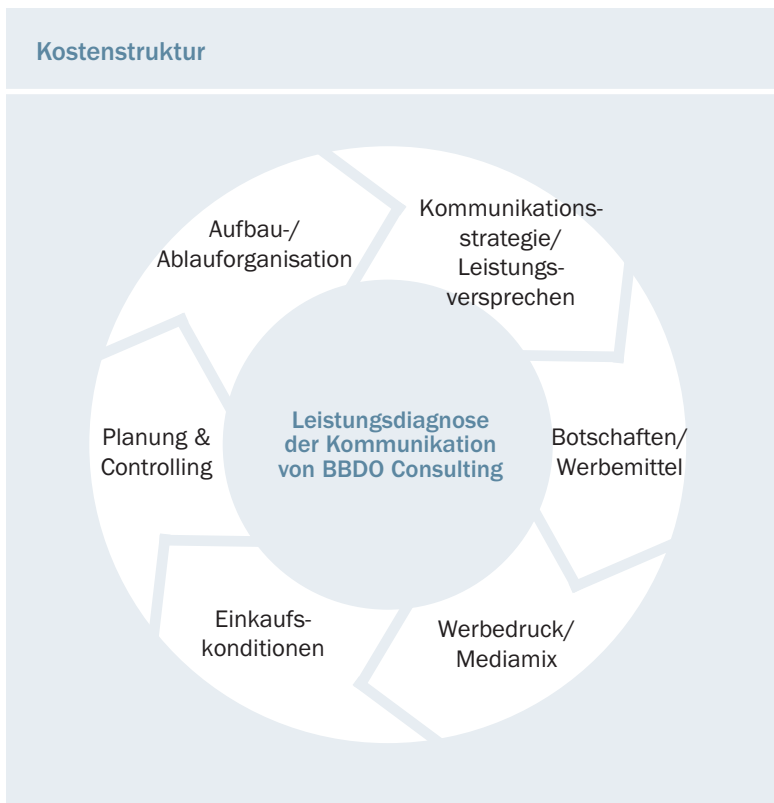 Kostenstruktur
Kommunikations-
strategie/
Leistungs-
versprechen
Botschaften/
Werbemittel
Werbedruck/
Mediamix
Einkaufs-
konditionen
Planung &
Controlling
Aufbau-/
Ablauforganisation
Leistungsdiagnose
der Kommunikation
von BBDO Consulting